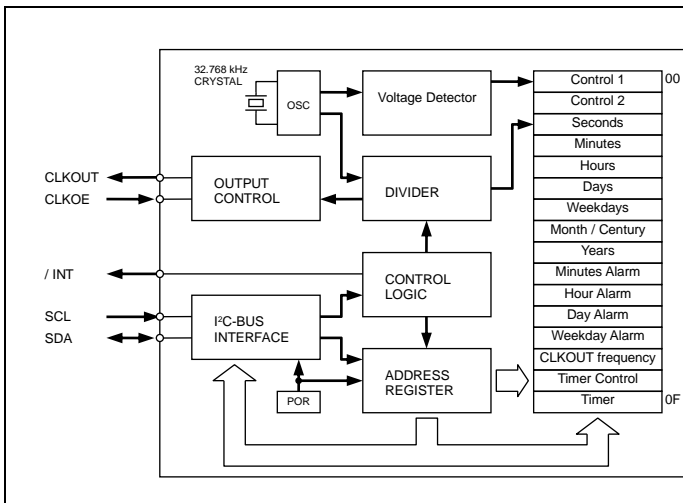 32.768 kHz
CRYSTAL
OSC
Voltage Detector
Control 1
00
Control 2
Seconds
Minutes
Hours
Days
Weekdays
Month / Century
Years
Minutes Alarm
Hour Alarm
Day Alarm
Weekday Alarm
CLKOUT frequency
Timer Control
Timer
0F
CLKOUT
CLKOE
OUTPUT
CONTROL
DIVIDER
/ INT
CONTROL
LOGIC
SCL
SDA
I²C-BUS
INTERFACE
ADDRESS
REGISTER
POR